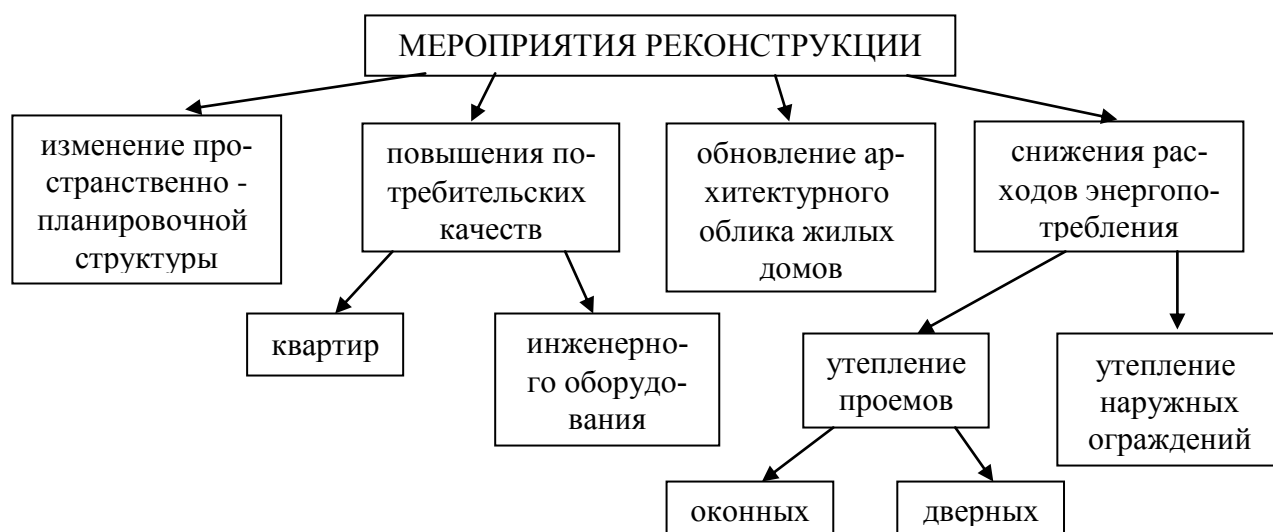 МЕРОПРИЯТИЯ РЕКОНСТРУКЦИИ
изменение про-
странственно -
планировочной
структуры
повышения по-
требительских
качеств
обновление ар-
хитектурного
облика жилых
домов
снижения рас-
ходов энергопо-
требления
квартир
инженерно-
го оборудо-
вания
утепление
проемов
утепление
наружных
ограждений
оконных
дверных